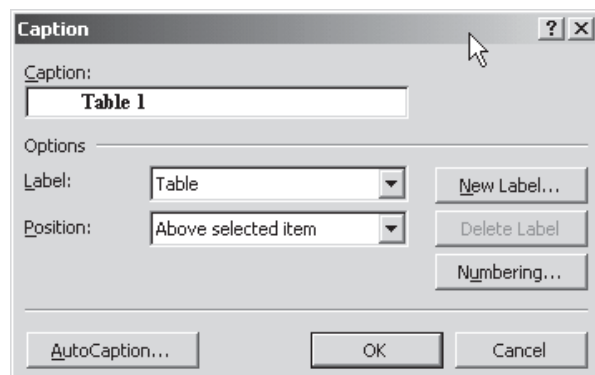 Caption ? X
Caption:
Table 1
Options
Label: Table New Label...
Position: Above selected item Delete Label
Numbering...
AutoCaption... OK Cancel